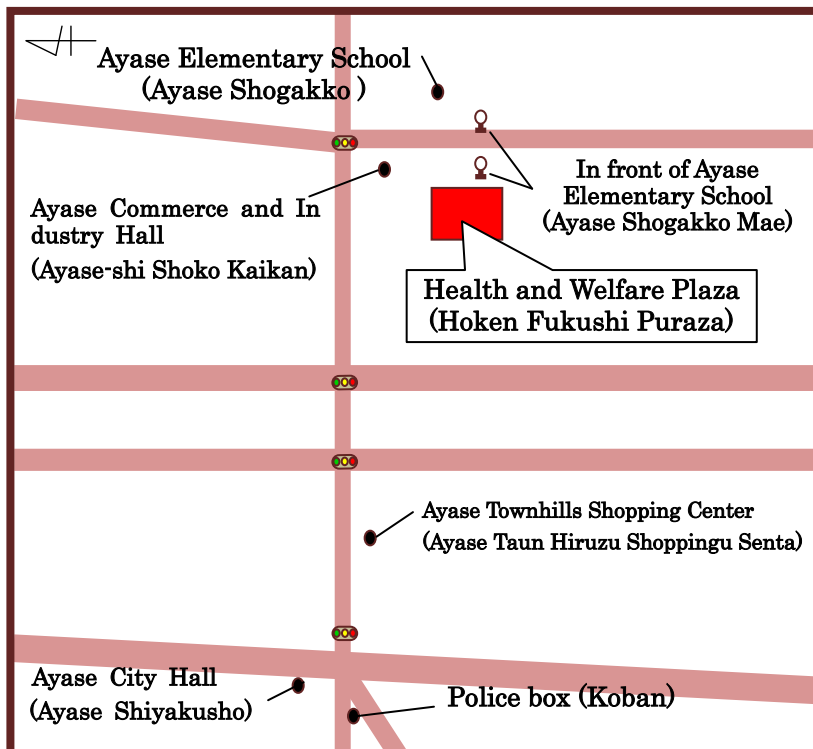 Ayase Elementary School
(Ayase Shogakko )
In front of Ayase
Elementary School
(Ayase Shogakko Mae)
Ayase Commerce and In
dustry Hall
(Ayase-shi Shoko Kaikan)
Health and Welfare Plaza
(Hoken Fukushi Puraza)
Ayase Townhills Shopping Center
(Ayase Taun Hiruzu Shoppingu Senta)
Ayase City Hall
(Ayase Shiyakusho)
Police box (Koban)